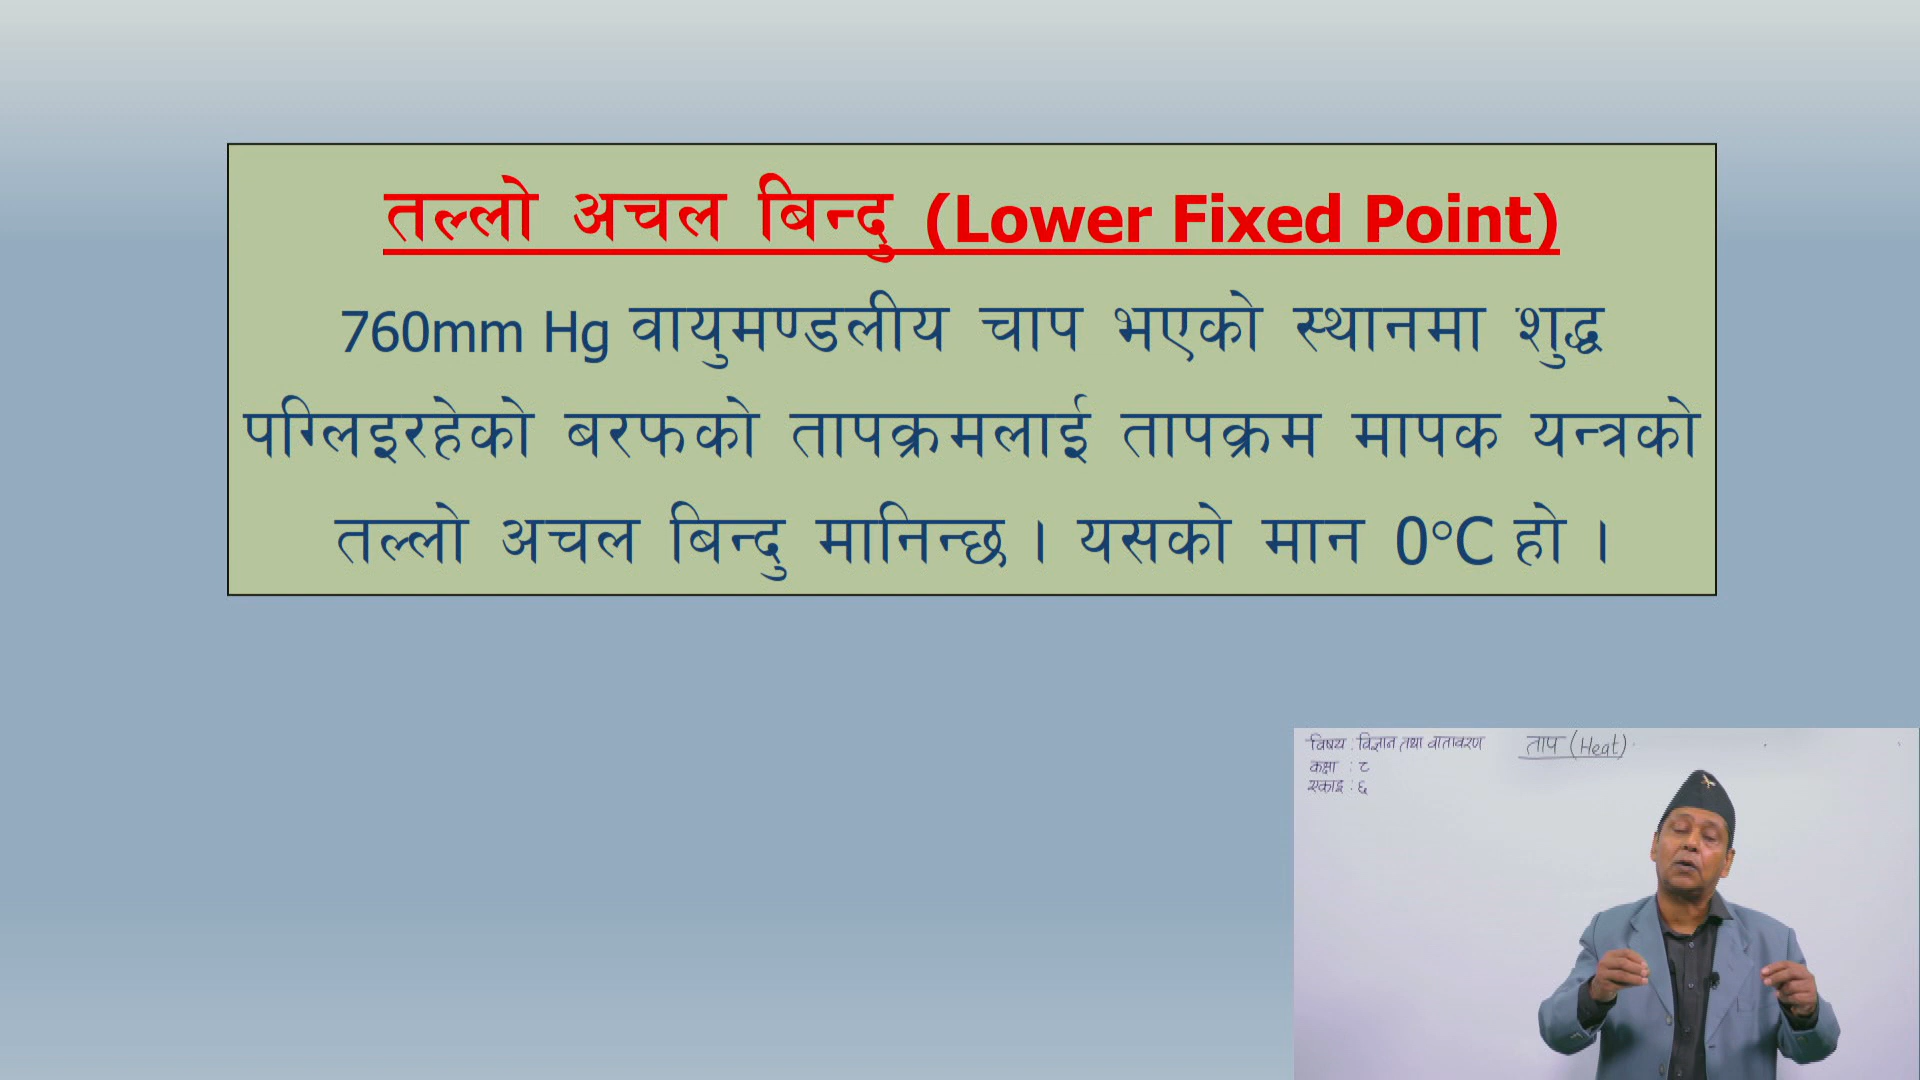 तल्लो अचल बिन्दु (Lower Fixed Point)
760mm Hg वायुमण्डलीय चाप भएको स्थानमा शुद्ध
पग्लिइरहेको बरफको तापक्रमलाई तापक्रम मापक यन्त्रको
तल्लो अचल बिन्दु मानिन्छ । यसको मान 0°C हो ।
विषय : विज्ञान तथा वातावरण
ताप (Heat)
कक्षा : ८
एकाइ : ६